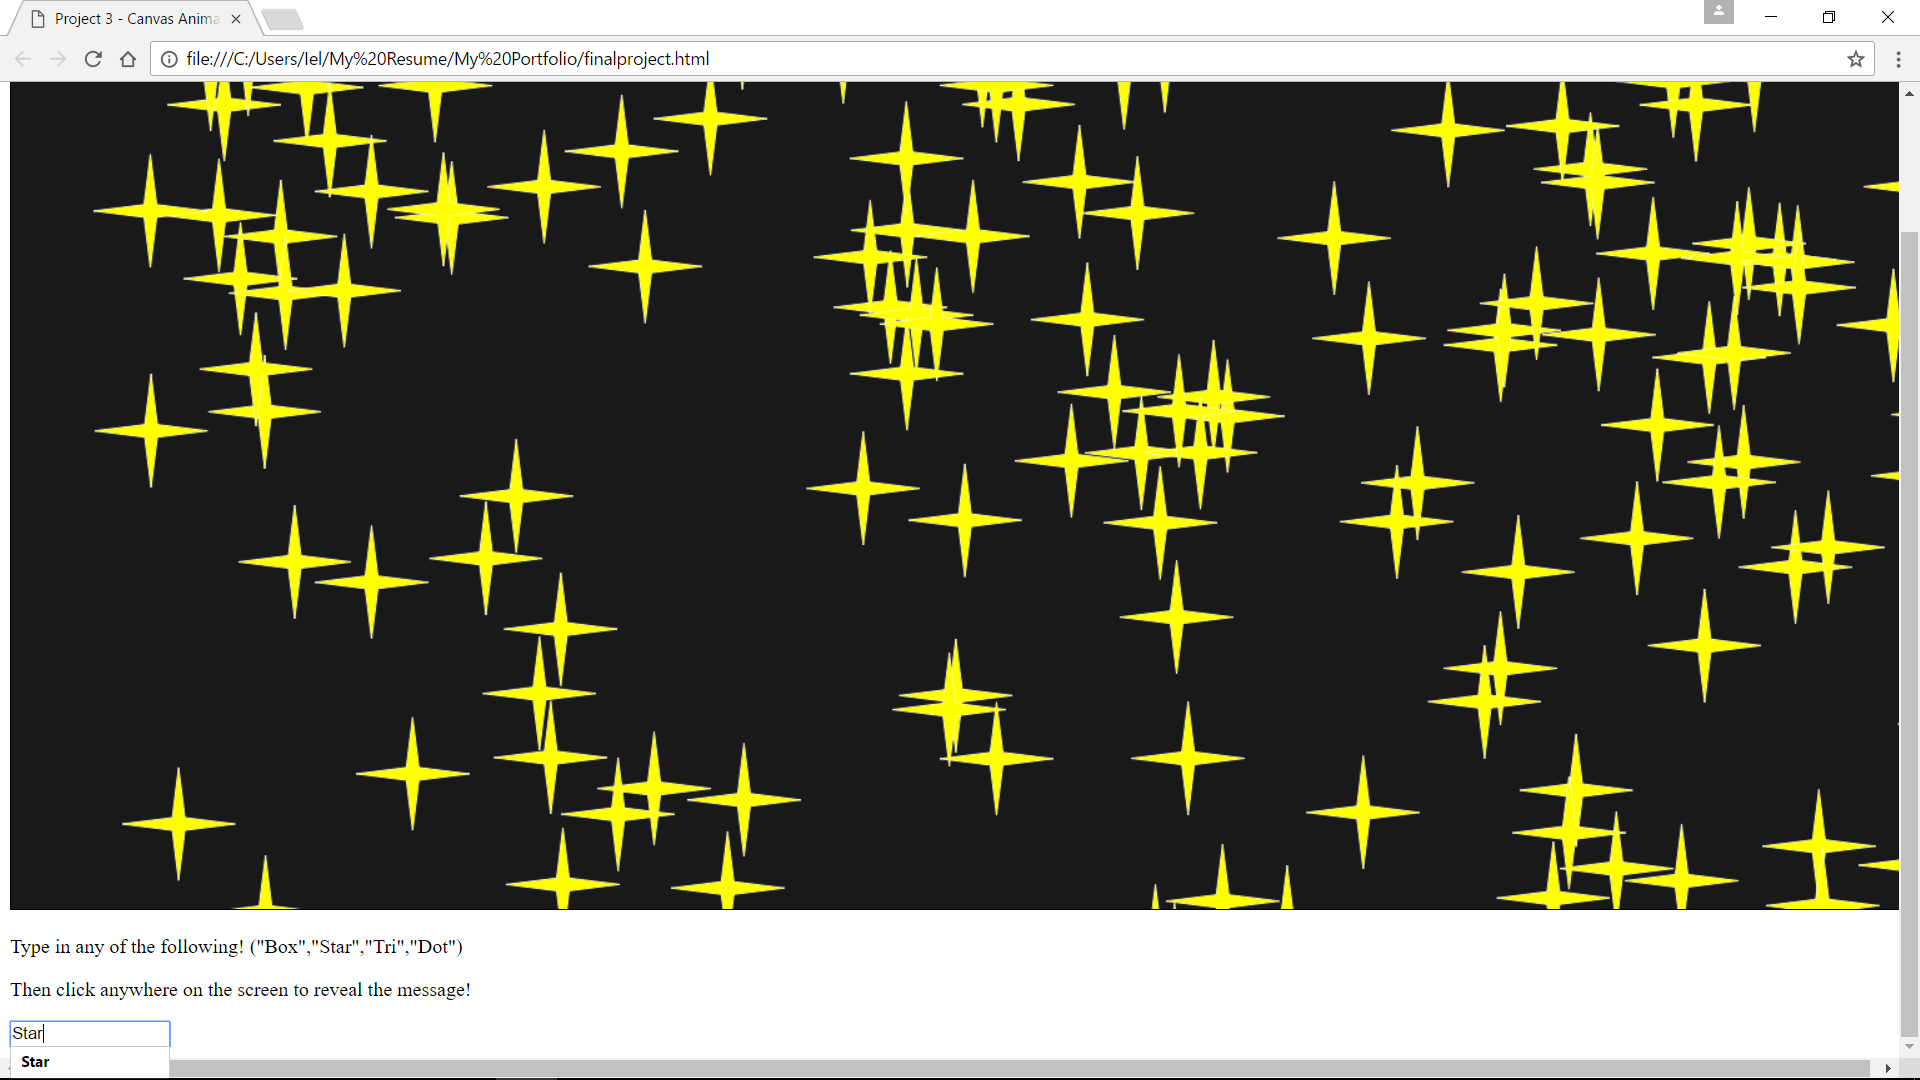 Project 3 - Canvas Anima
file:///C:/Users/Iel/My%20Resume/My%20Portfolio/finalproject.html
Type in any of the following! ("Box","Star","Tri","Dot")
Then click anywhere on the screen to reveal the message!
Star
Star